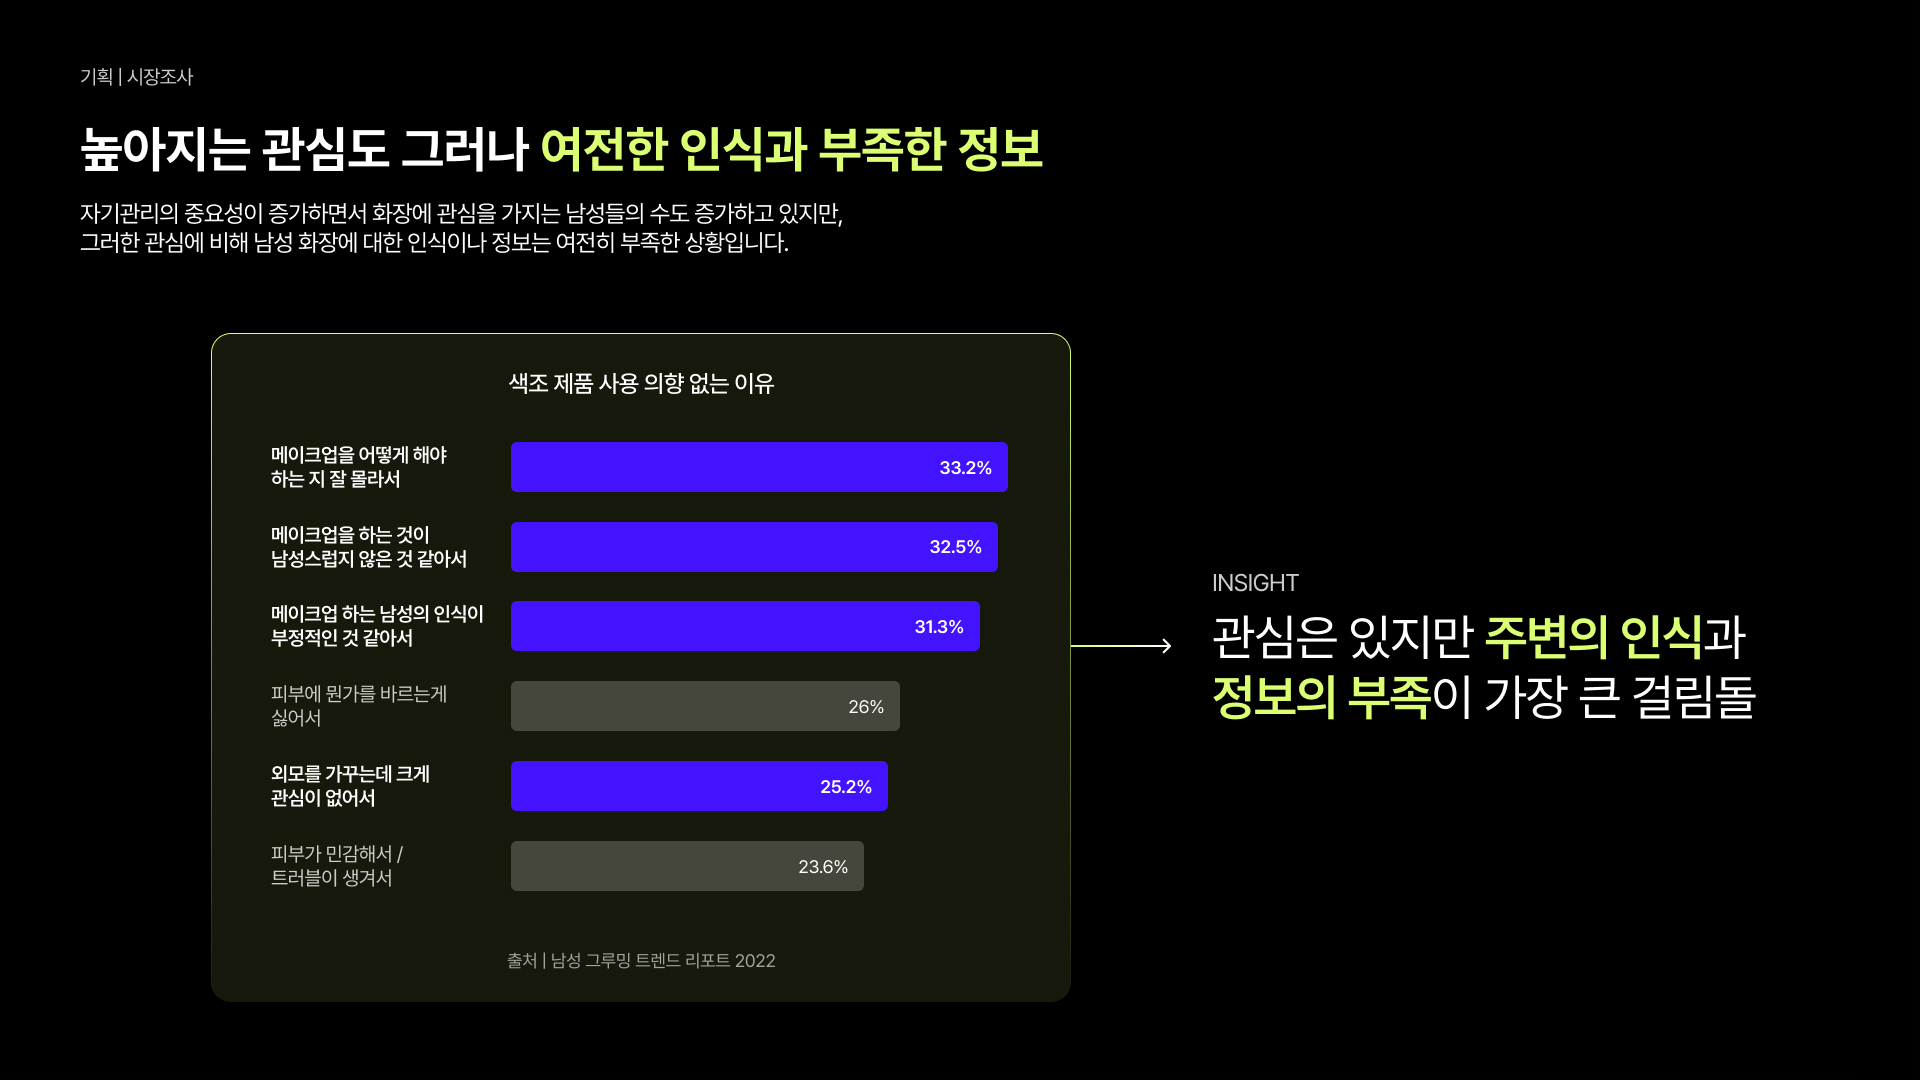 기획 | 시장조사
높아지는 관심도 그러나 여전한 인식과 부족한 정보
자기관리의 중요성이 증가하면서 화장에 관심을 가지는 남성들의 수도 증가하고 있지만,
그러한 관심에 비해 남성 화장에 대한 인식이나 정보는 여전히 부족한 상황입니다.
색조 제품 사용 의향 없는 이유
메이크업을 어떻게 해야
하는 지 잘 몰라서
33.2%
메이크업을 하는 것이
남성스럽지 않은 것 같아서
32.5%
메이크업 하는 남성의 인식이
부정적인 것 같아서
31.3%
피부에 뭔가를 바르는게
싫어서
26%
외모를 가꾸는데 크게
관심이 없어서
25.2%
피부가 민감해서 /
트러블이 생겨서
23.6%
출처 | 남성 그루밍 트렌드 리포트 2022
INSIGHT
관심은 있지만 주변의 인식과
정보의 부족이 가장 큰 걸림돌